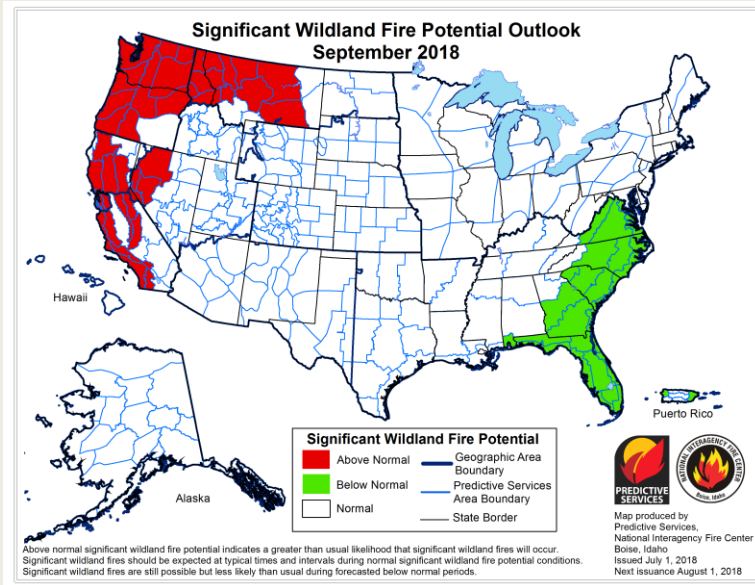 Significant Wildland Fire Potential Outlook
September 2018
Hawaii
Puerto Rico
Alaska
Significant Wildland Fire Potential
Above Normal
Below Normal
Normal
Geographic Area
Boundary
Predictive Services
Area Boundary
State Border
PREDICTIVE
SERVICES
NATIONAL INTERAGENCY FIRE CENTER
Boise, Idaho
Map produced by
Predictive Services,
National Interagency Fire Center
Boise, Idaho
Issued July 1, 2018
Next issuance August 1, 2018
Above normal significant wildland fire potential indicates a greater than usual likelihood that significant wildland fires will occur.
Significant wildland fires should be expected at typical times and intervals during normal significant wildland fire potential conditions.
Significant wildland fires are still possible but less likely than usual during forecasted below normal periods.